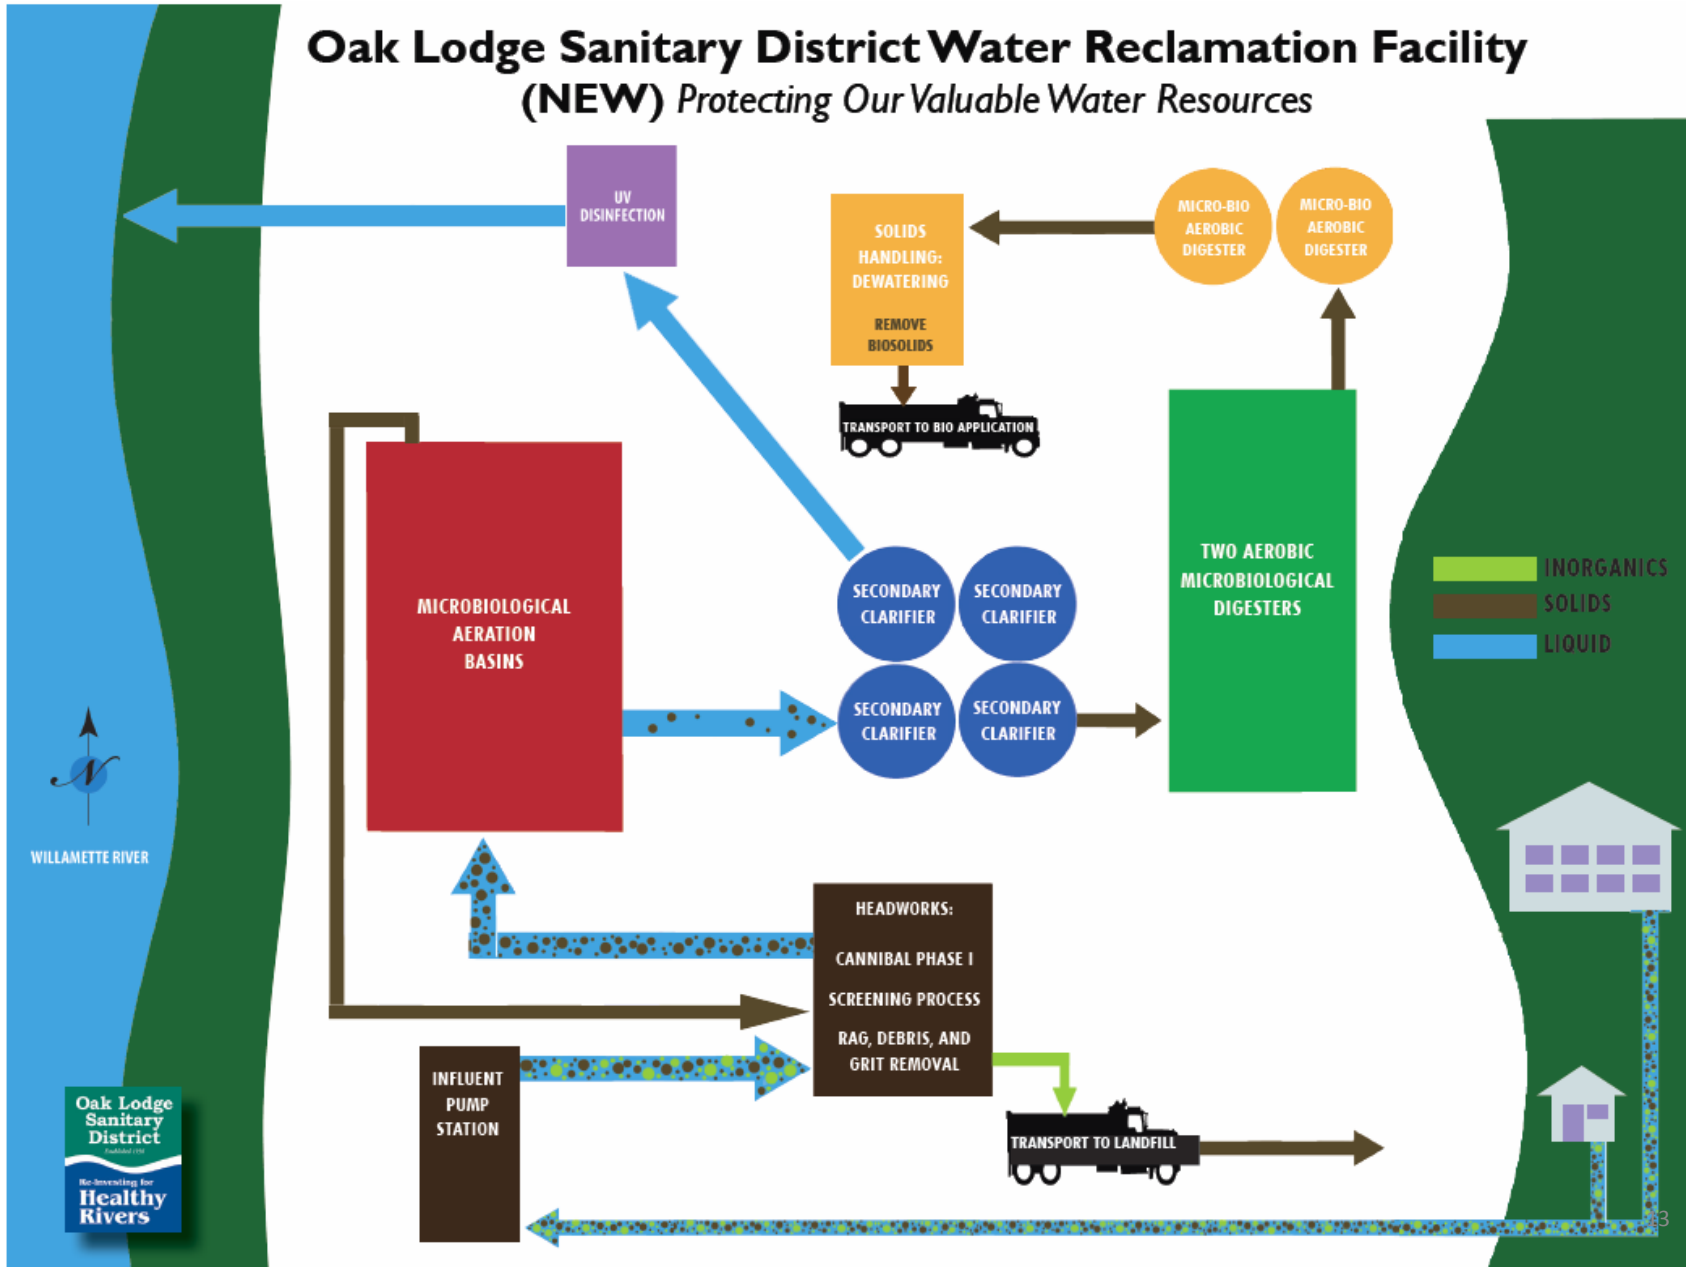 Oak Lodge Sanitary District Water Reclamation Facility
(NEW) Protecting Our Valuable Water Resources
UV
DISINFECTION
SOLIDS
HANDLING:
DEWATERING
REMOVE
BIOSOLIDS
MICRO-BIO
AEROBIC
DIGESTER
MICRO-BIO
AEROBIC
DIGESTER
TRANSPORT TO BIO APPLICATION
MICROBIOLOGICAL
AERATION
BASINS
SECONDARY
CLARIFIER
SECONDARY
CLARIFIER
SECONDARY
CLARIFIER
SECONDARY
CLARIFIER
TWO AEROBIC
MICROBIOLOGICAL
DIGESTERS
INORGANICS
SOLIDS
LIQUID
N
WILLAMETTE RIVER
HEADWORKS:
CANNIBAL PHASE I
SCREENING PROCESS
RAG, DEBRIS, AND
GRIT REMOVAL
INFLUENT
PUMP
STATION
TRANSPORT TO LANDFILL
Oak Lodge
Sanitary
District
Re-Investing for
Healthy
Rivers